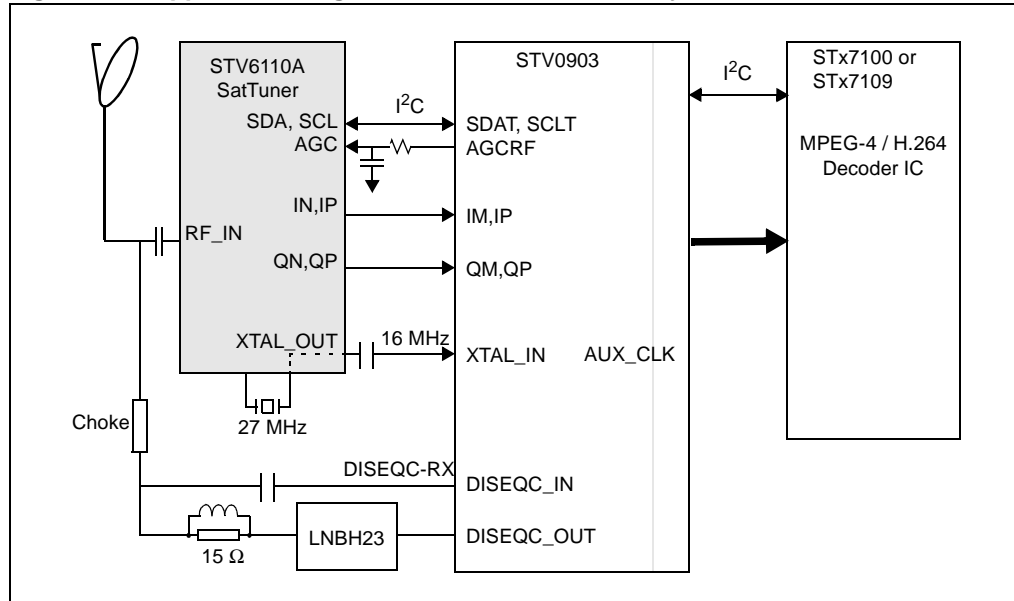 STV6110A
SatTuner
SDA, SCL
AGC
IN,IP
RF_IN
QN,QP
XTAL_OUT
27 MHz
I2C
16 MHz
STV0903
SDAT, SCLT
AGCRF
IM,IP
QM,QP
XTAL_IN
AUX_CLK
DISEQC_IN
DISEQC_OUT
I2C
STx7100 or
STx7109
MPEG-4 / H.264
Decoder IC
Choke
DISEQC-RX
15 Ω
LNBH23